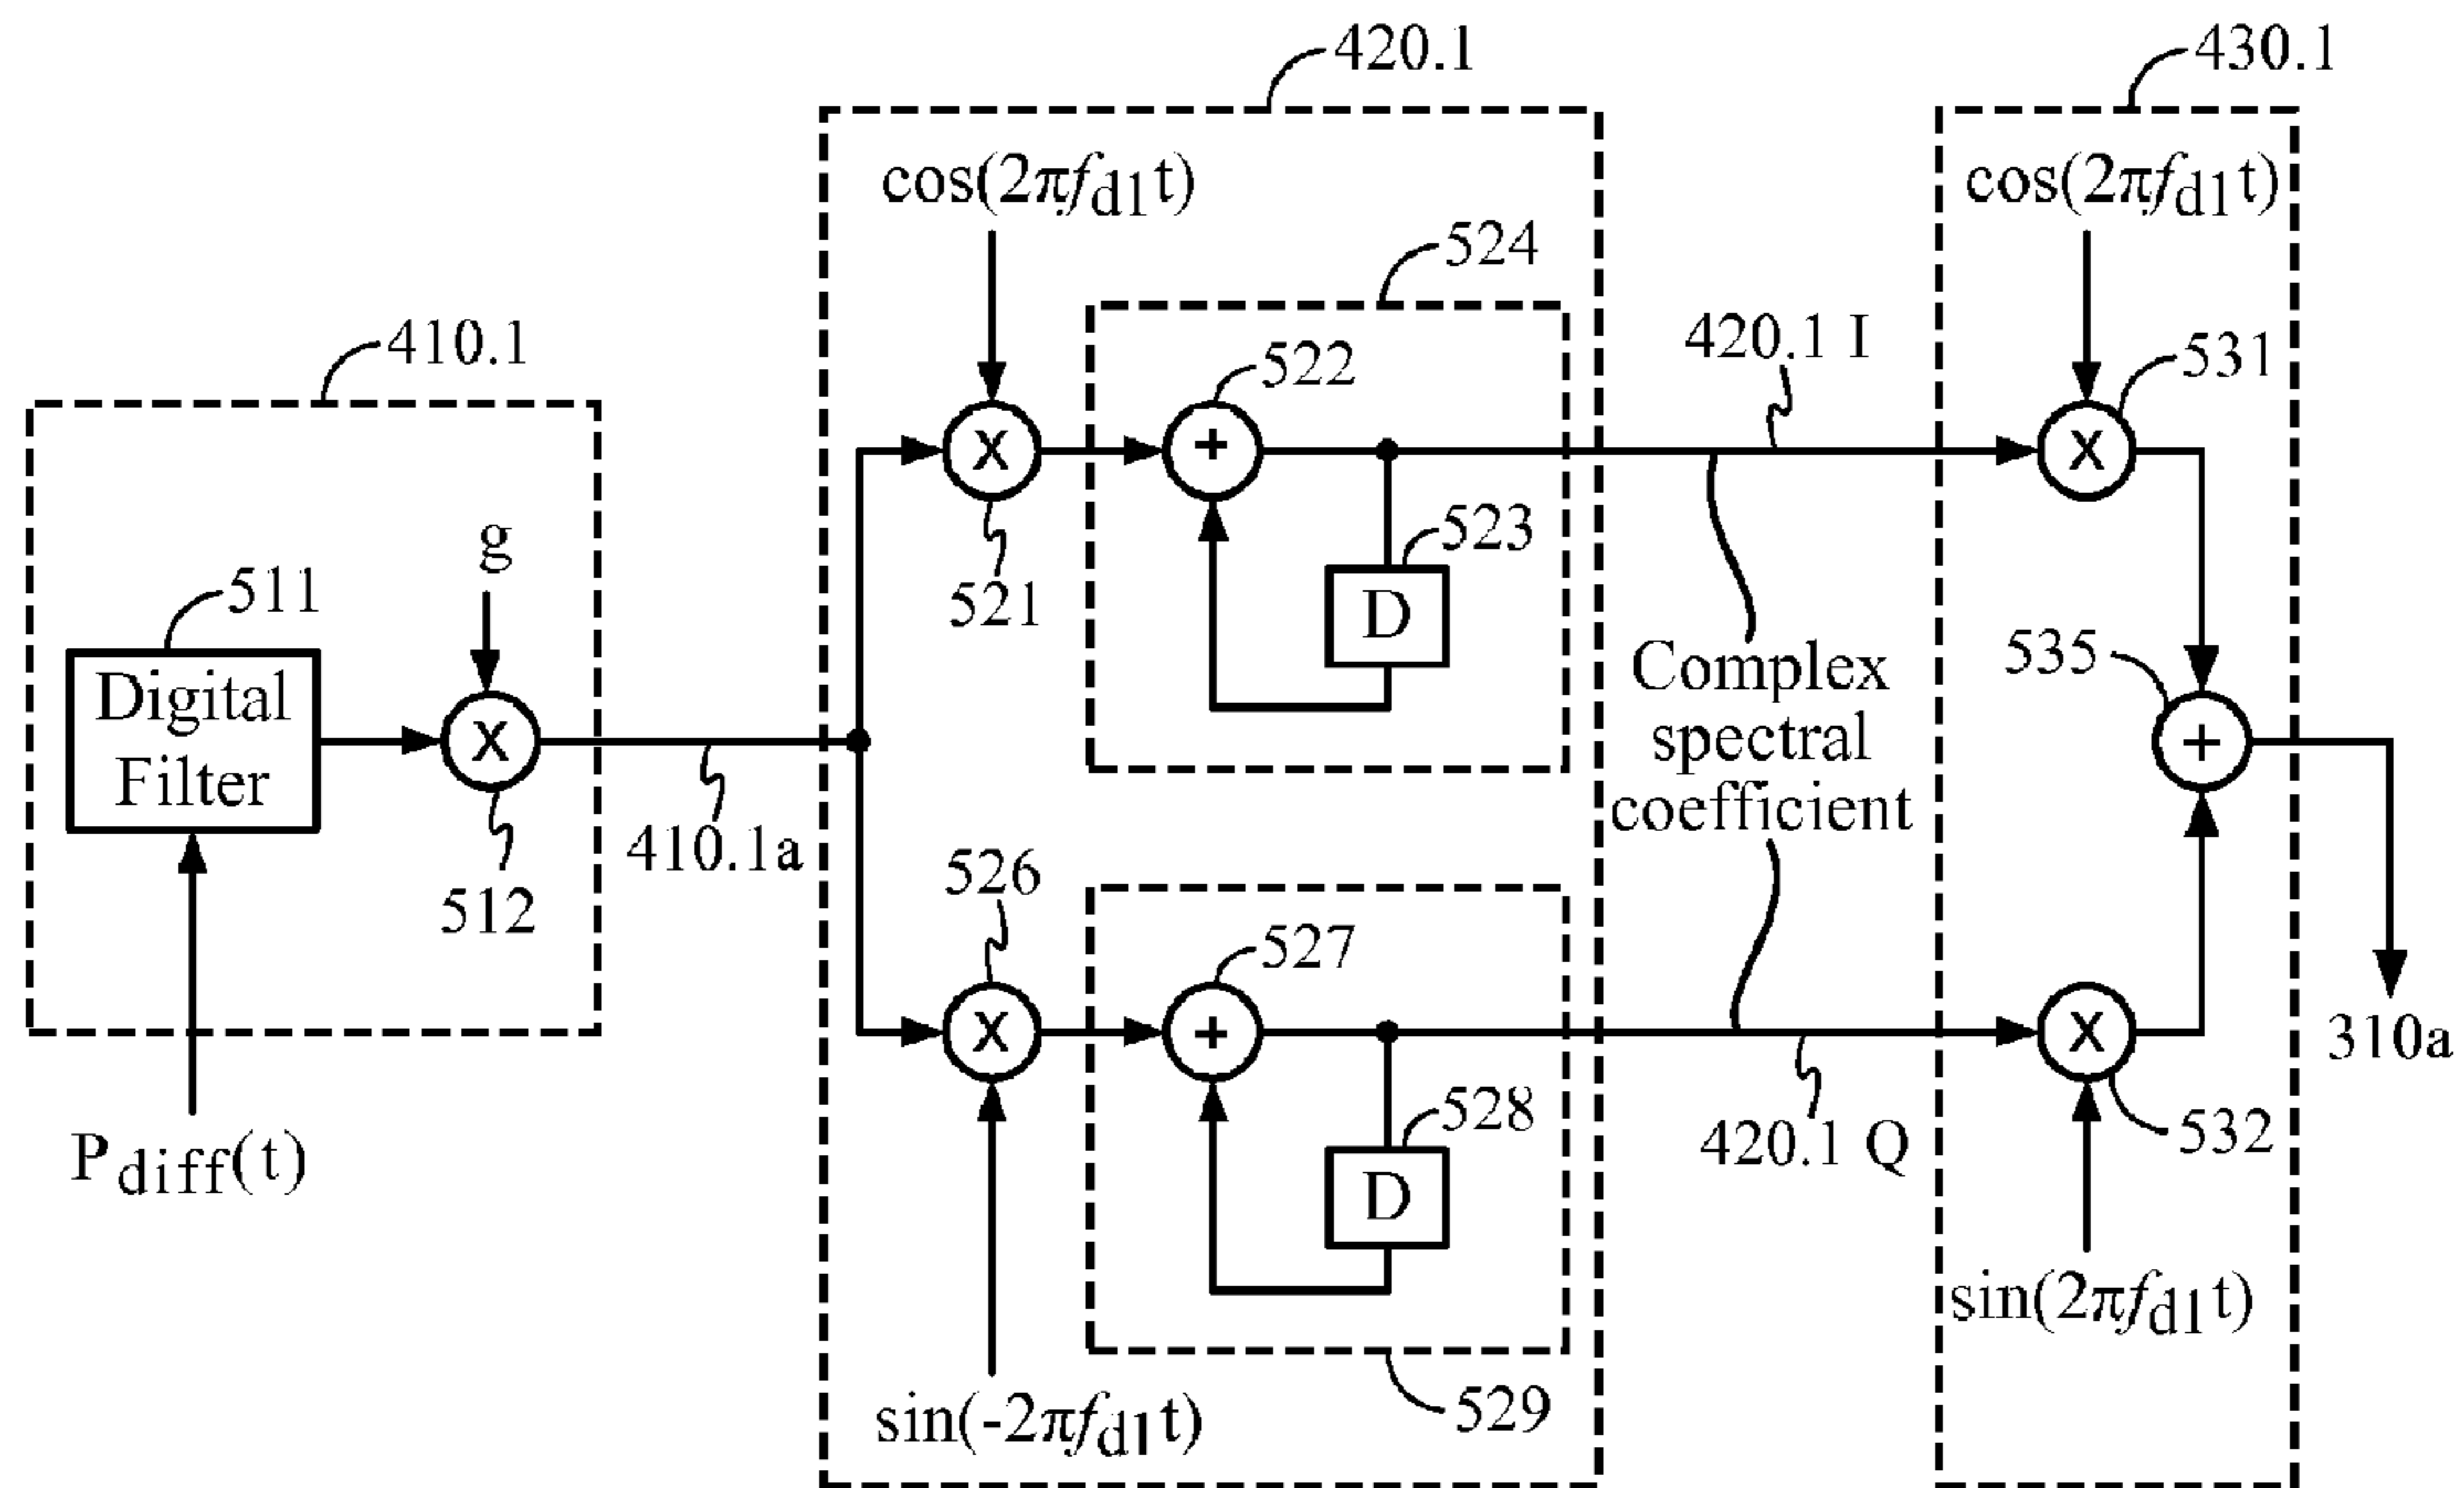 420.1
430.1
cos(2πfd1t)
cos(2πfd1t)
524
410.1
522
420.1 I
531
X
+
X
g
523
511
521
D
Complex
spectral
coefficient
535
Digital
Filter
X
+
410.1a
526
512
527
X
+
X
310a
528
Pdiff(t)
D
420.1 Q
532
sin(2πfd1t)
sin(-2πfd1t)
529